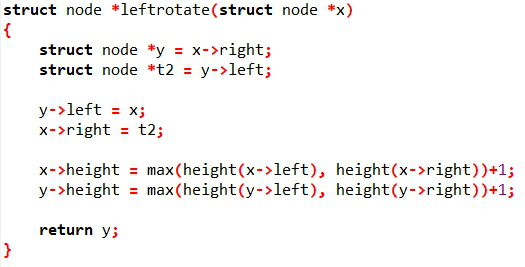 struct node *leftrotate(struct node *x)
{
    struct node *y = x->right;
    struct node *t2 = y->left;

    y->left = x;
    x->right = t2;

    x->height = max(height(x->left), height(x->right))+1;
    y->height = max(height(y->left), height(y->right))+1;

    return y;
}